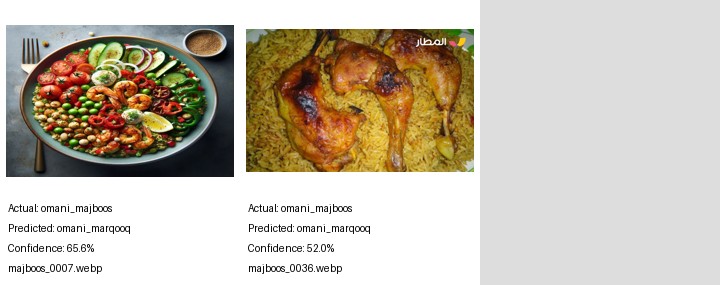 المطار
Actual: omani_majboos
Predicted: omani_marqooq
Confidence: 65.6%
majboos_0007.webp
Actual: omani_majboos
Predicted: omani_marqooq
Confidence: 52.0%
majboos_0036.webp